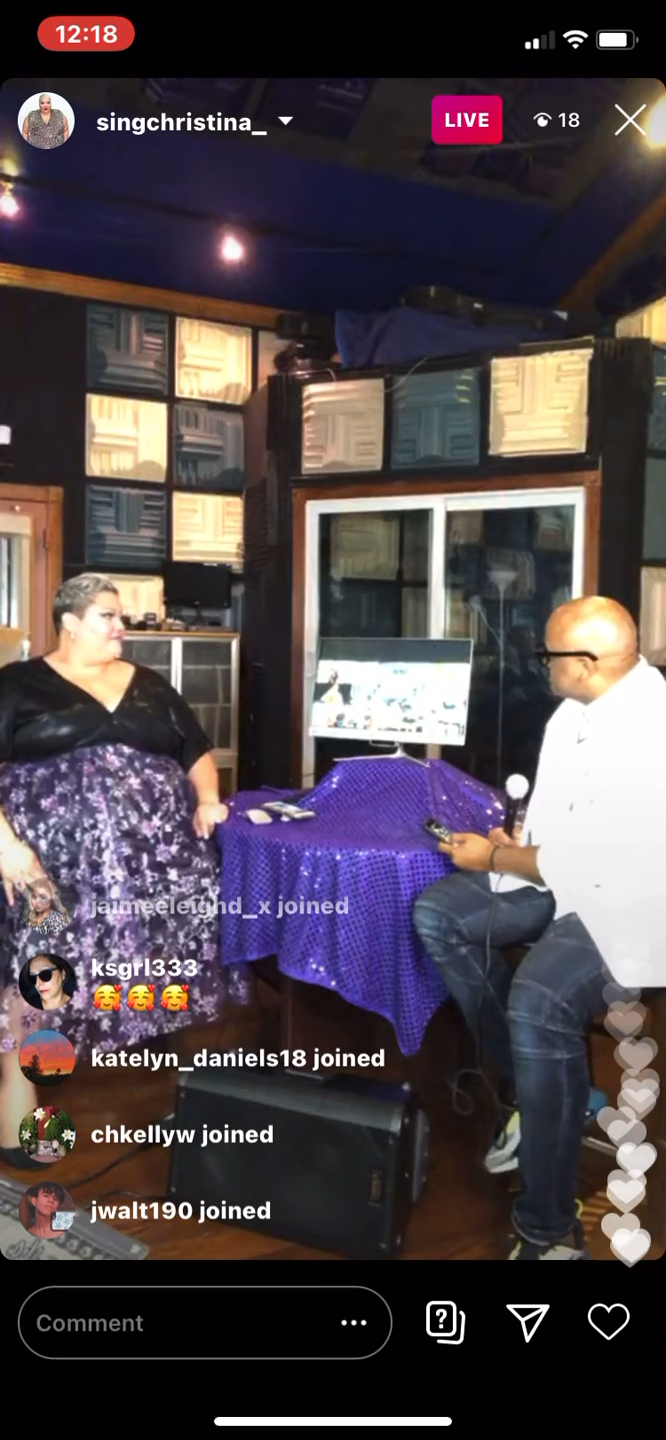 12:18
singchristina_
LIVE
18
jaimeeleighd_x joined
ksgrl333
🥰🥰🥰
katelyn_daniels18 joined
chkellyw joined
jwalt190 joined
Comment